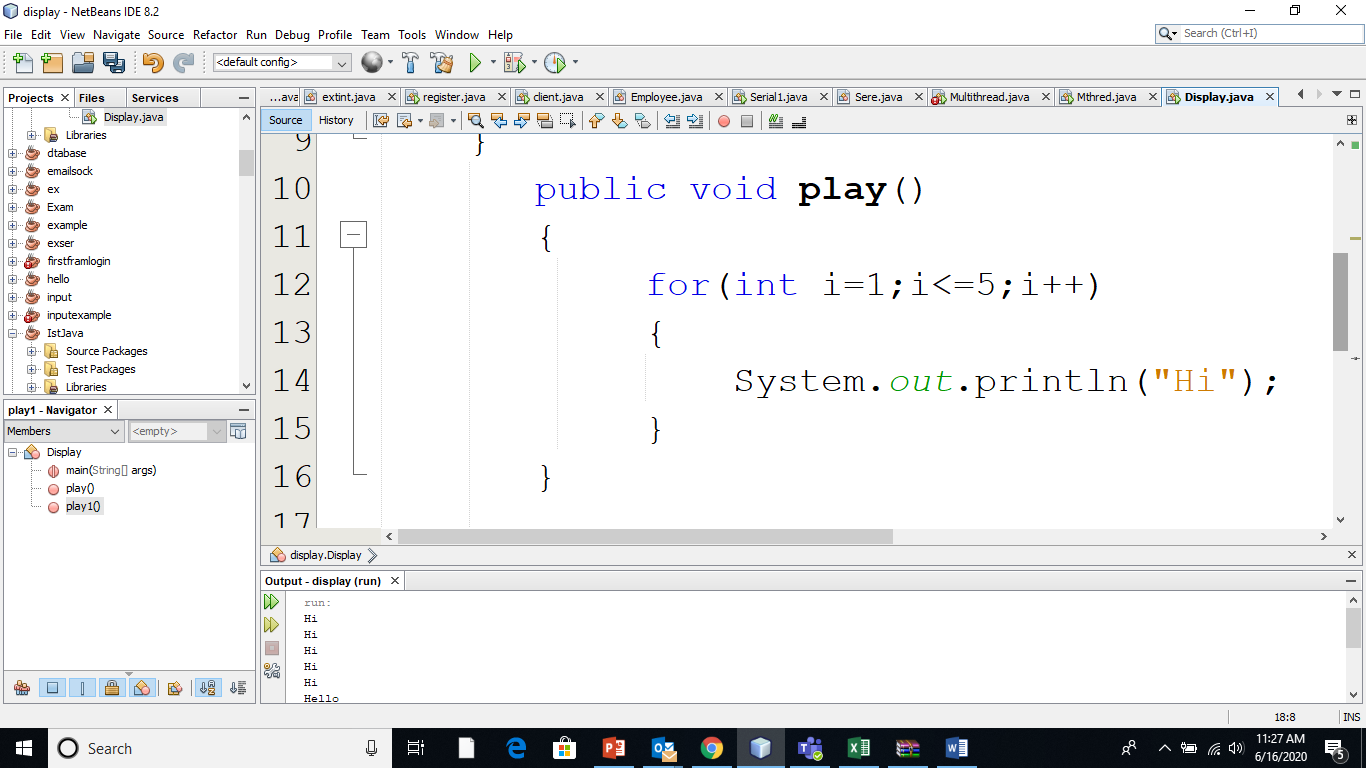 display - NetBeans IDE 8.2
File Edit View Navigate Source Refactor Run Debug Profile Team Tools Window Help
Search (Ctrl+I)
<default config>
Projects Files Services
...ava extint.java register.java client.java Employee.java Serial1.java Sere.java Multithread.java Mthred.java Display.java
Display.java
Libraries
dtabase
emailsock
ex
Exam
example
exser
firstframlogin
hello
input
inputexample
IstJava
Source Packages
Test Packages
Libraries
Source History
9 }
10 public void play()
11 {
12 for(int i=1;i<=5;i++)
13 {
14 System.out.println("Hi");
15 }
16 }
17
play1 - Navigator
Members <empty>
Display
main(String[] args)
play()
play1()
display.Display
Output - display (run)
run:
Hi
Hi
Hi
Hi
Hi
Hello
18:8 INS
Search
11:27 AM
6/16/2020
5